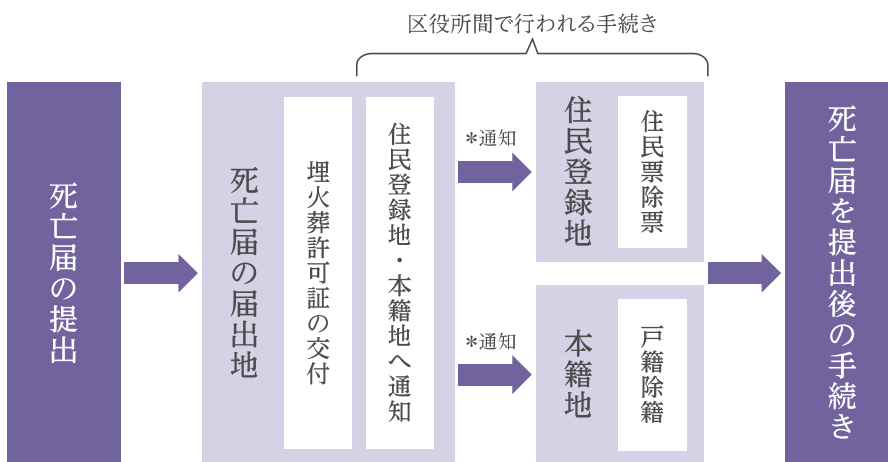 区役所間で行われる手続き
死亡届の提出
死亡届の届出地
埋火葬許可証の交付
住民登録地・本籍地へ通知
*通知
住民登録地
住民票除票
*通知
本籍地
戸籍除籍
死亡届を提出後の手続き